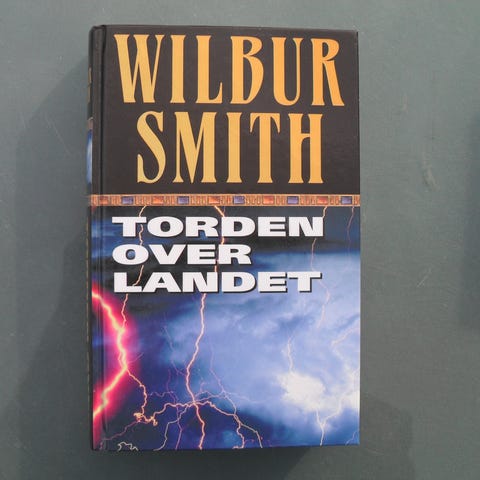 WILBUR
SMITH
TORDEN
OVER
LANDET